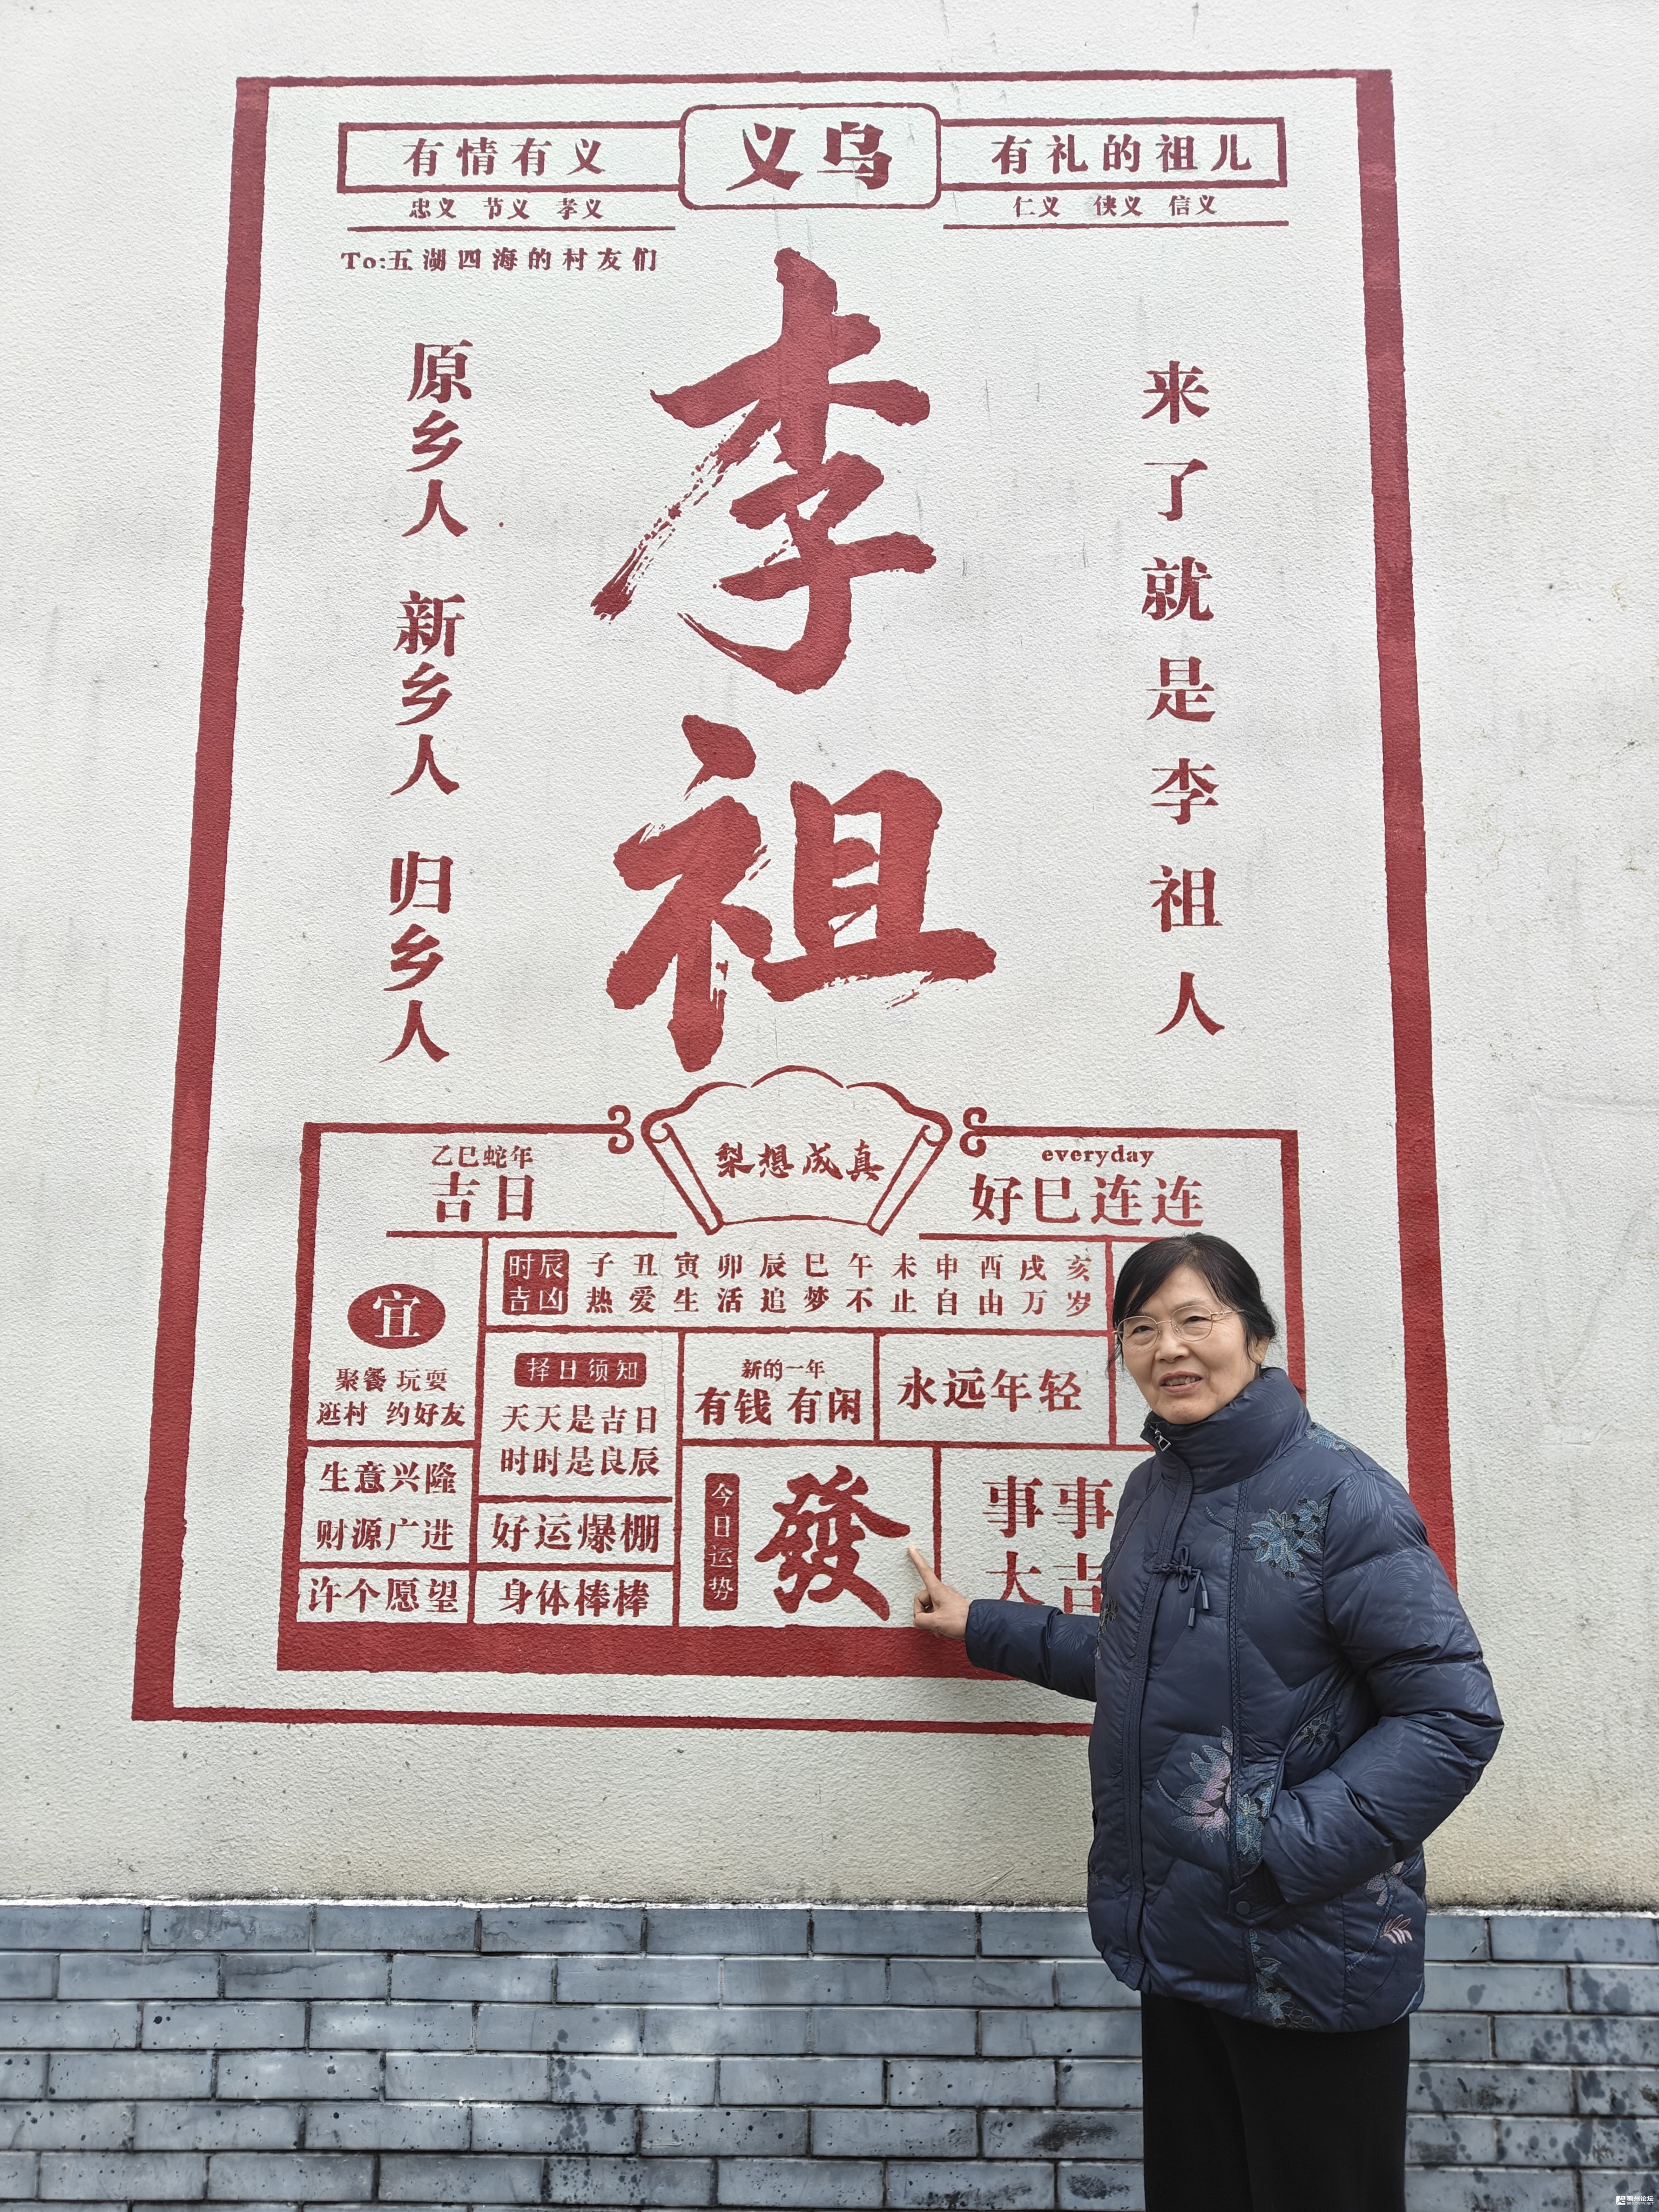 义乌
有情有义
有礼的祖儿
忠义 节义 孝义
仁义 侠义 信义
To:五湖四海的村友们
李祖
原乡人 新乡人 归乡人
来了就是李祖人
梨想成真
乙巳蛇年
吉日
everyday
好巳连连
宜
聚餐 玩耍
逛村 约好友
生意兴隆
财源广进
许个愿望
时辰 子丑寅卯辰巳午未申酉戌亥
吉凶 热爱生活追梦不止自由万岁
择日须知
天天是吉日
时时是良辰
好运爆棚
身体棒棒
新的一年
有钱 有闲
永远年轻
今日运势
發
事事
大吉
稠州论坛